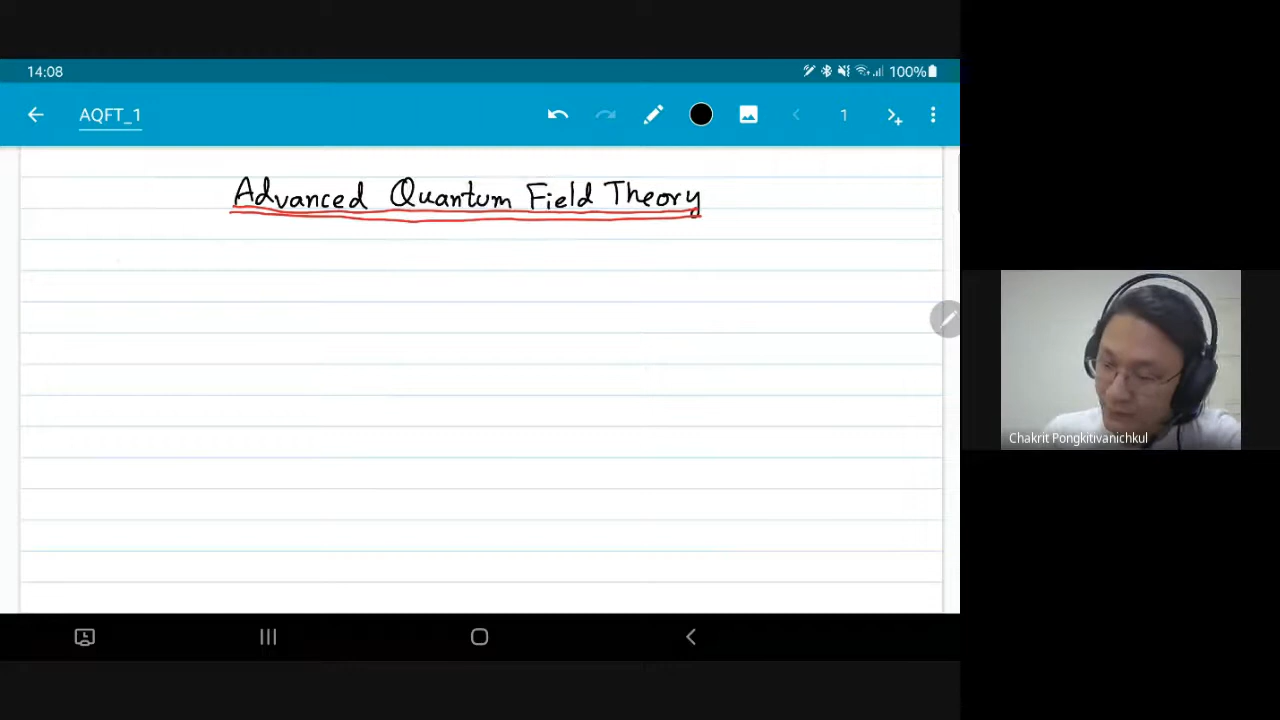 14:08
100%
AQFT_1
1
Advanced Quantum Field Theory
Chakrit Pongkitivanichkul